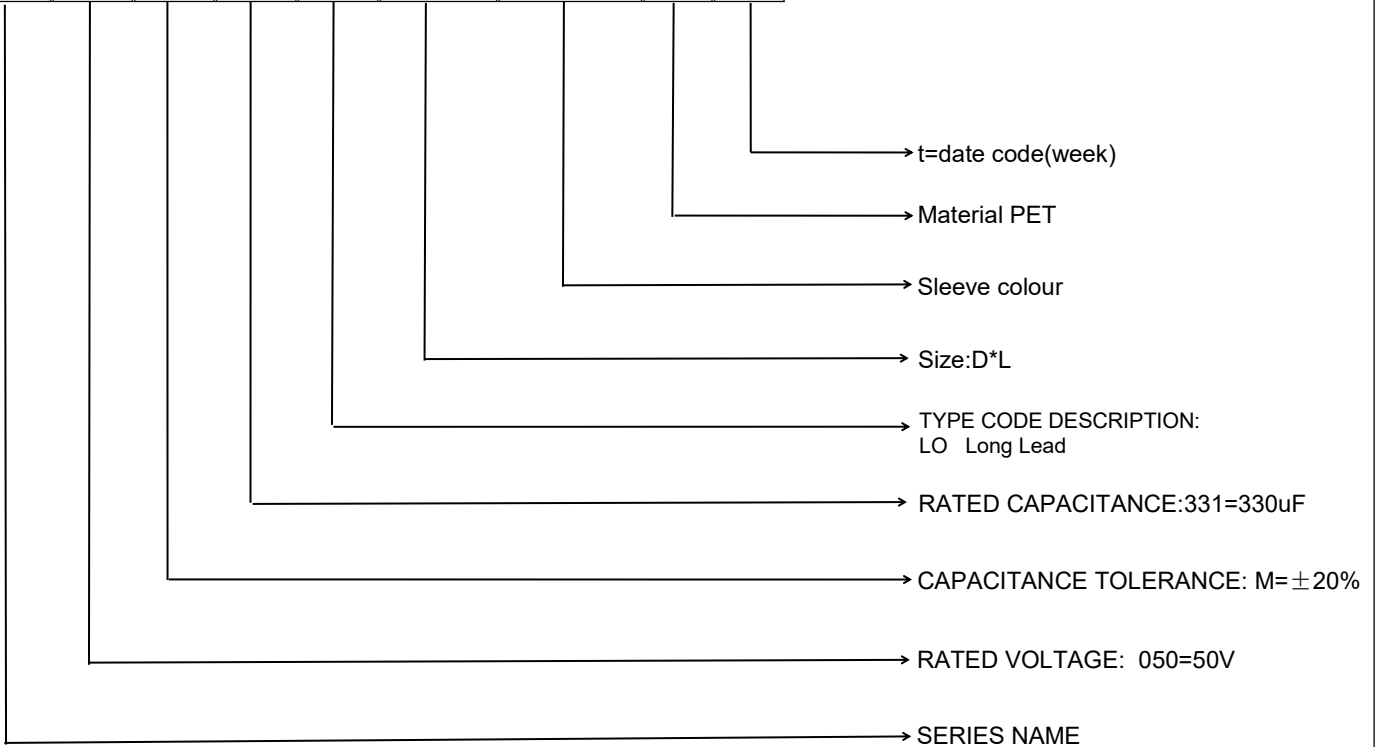 t=date code(week)
Material PET
Sleeve colour
Size:D*L
TYPE CODE DESCRIPTION:
LO Long Lead
RATED CAPACITANCE:331=330uF
CAPACITANCE TOLERANCE: M=±20%
RATED VOLTAGE: 050=50V
SERIES NAME